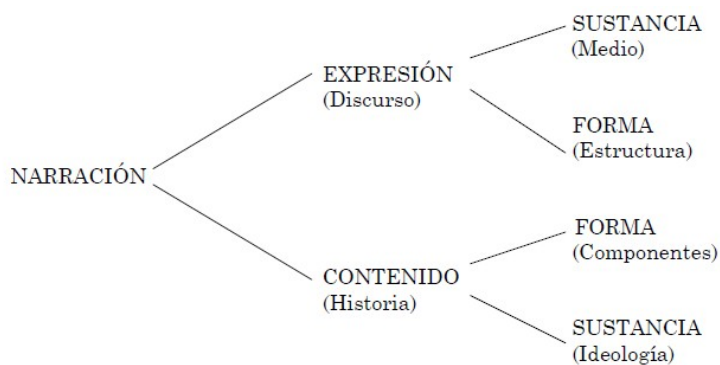 NARRACIÓN
EXPRESIÓN
(Discurso)
SUSTANCIA
(Medio)
FORMA
(Estructura)
CONTENIDO
(Historia)
FORMA
(Componentes)
SUSTANCIA
(Ideología)